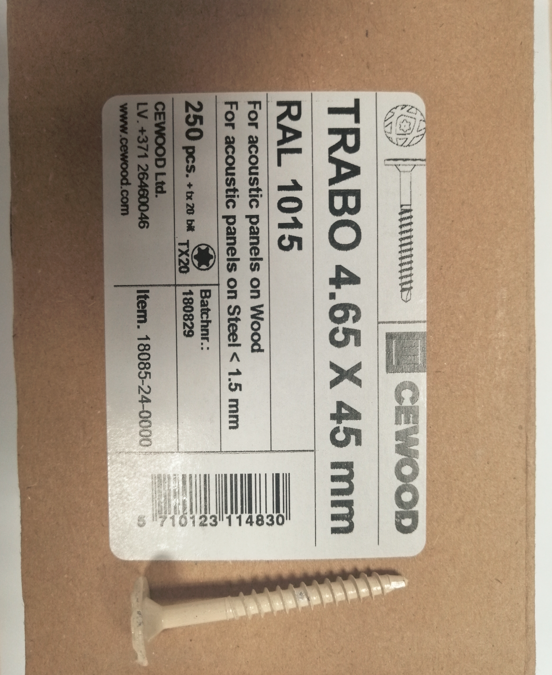 CEWOOD
TRABO 4.65 X 45 mm
RAL 1015
For acoustic panels on Wood
For acoustic panels on Steel < 1.5 mm
250 pcs. + tx 20 bit TX20
Batchnr.:
180829
CEWOOD Ltd.
LV. +371 26460046
www.cewood.com
Item. 18085-24-0000
5 710123 114830